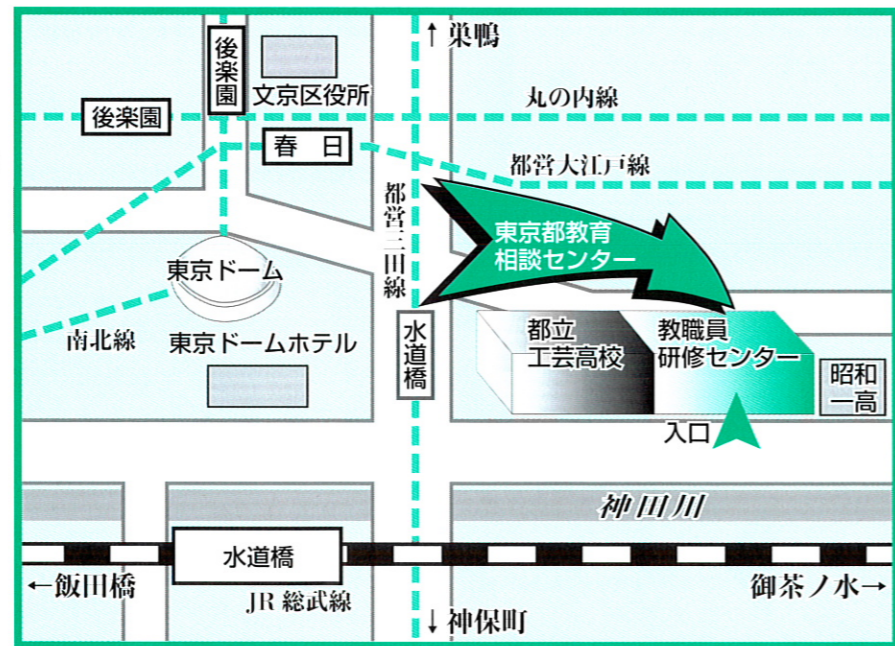 ↑巣鴨
後楽園
文京区役所
丸の内線
後楽園
春日
都営大江戸線
都営三田線
東京都教育
相談センター
東京ドーム
南北線
東京ドームホテル
水道橋
都立
工芸高校
教職員
研修センター
昭和
一高
入口
神田川
水道橋
←飯田橋
JR総武線
御茶ノ水→
↓神保町